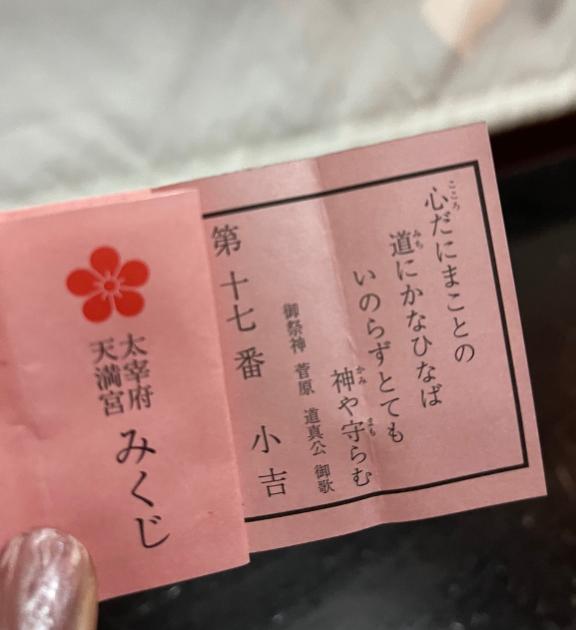 心だにまことの
道にかなひなば
いのらずとても
神や守らむ
御祭神 菅原 道真公 御歌
第十七番 小吉
太宰府
天満宮
みくじ